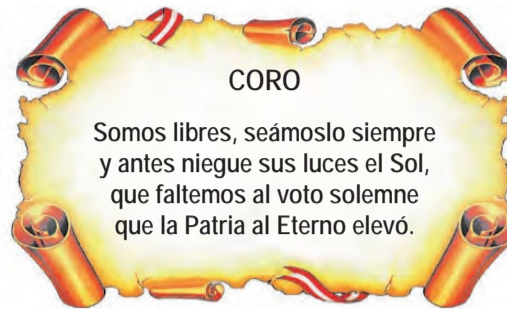 CORO
Somos libres, seámoslo siempre
y antes niegue sus luces el Sol,
que faltemos al voto solemne
que la Patria al Eterno elevó.